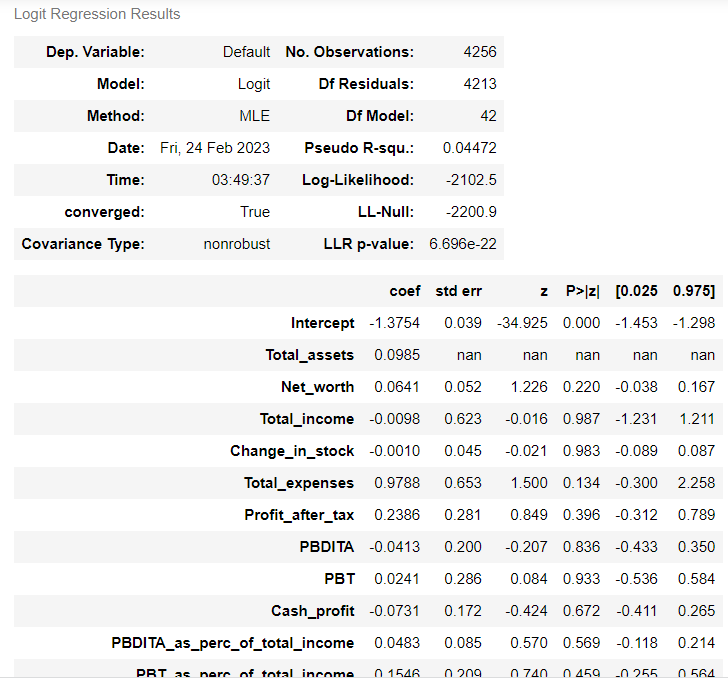 Logit Regression Results
Dep. Variable: Default No. Observations: 4256
Model: Logit Df Residuals: 4213
Method: MLE Df Model: 42
Date: Fri, 24 Feb 2023 Pseudo R-squ.: 0.04472
Time: 03:49:37 Log-Likelihood: -2102.5
converged: True LL-Null: -2200.9
Covariance Type: nonrobust LLR p-value: 6.696e-22
coef std err z P>|z| [0.025 0.975]
Intercept -1.3754 0.039 -34.925 0.000 -1.453 -1.298
Total_assets 0.0985 nan nan nan nan nan
Net_worth 0.0641 0.052 1.226 0.220 -0.038 0.167
Total_income -0.0098 0.623 -0.016 0.987 -1.231 1.211
Change_in_stock -0.0010 0.045 -0.021 0.983 -0.089 0.087
Total_expenses 0.9788 0.653 1.500 0.134 -0.300 2.258
Profit_after_tax 0.2386 0.281 0.849 0.396 -0.312 0.789
PBDITA -0.0413 0.200 -0.207 0.836 -0.433 0.350
PBT 0.0241 0.286 0.084 0.933 -0.536 0.584
Cash_profit -0.0731 0.172 -0.424 0.672 -0.411 0.265
PBDITA_as_perc_of_total_income 0.0483 0.085 0.570 0.569 -0.118 0.214
PBT_as_perc_of_total_income 0.1546 0.209 0.740 0.459 -0.255 0.564